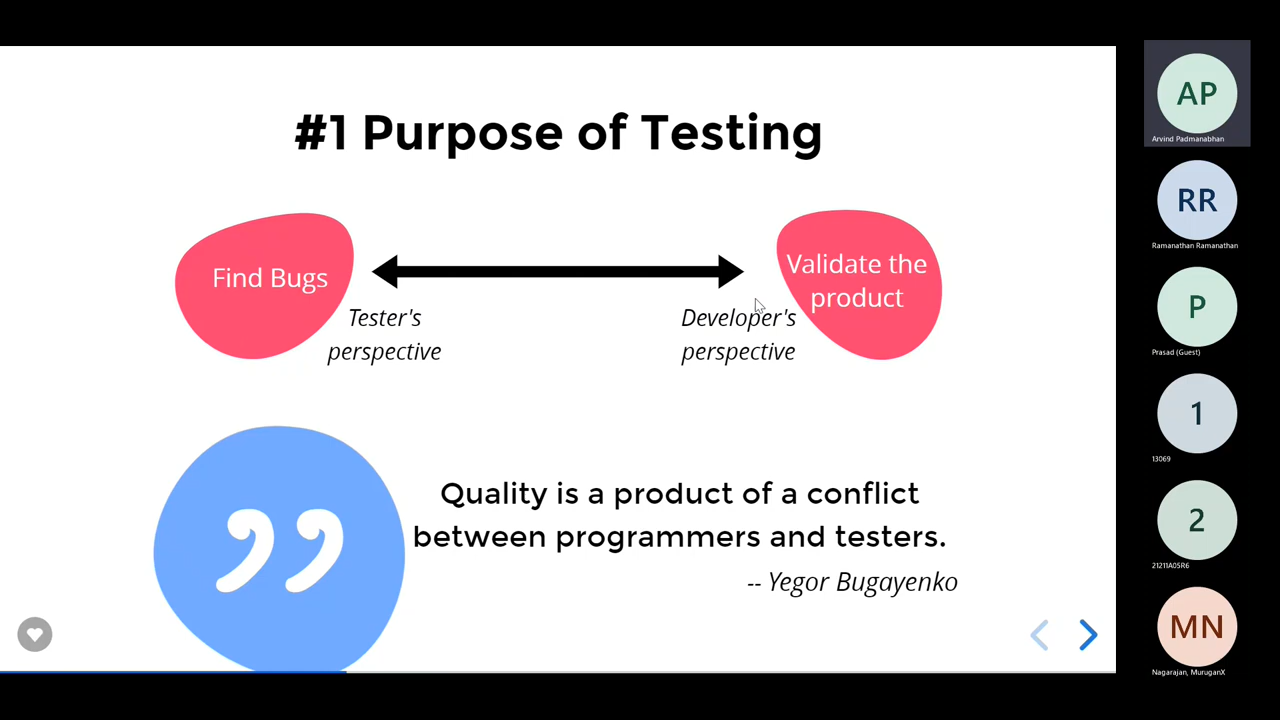 #1 Purpose of Testing
Find Bugs
Validate the
product
Tester's
perspective
Developer's
perspective
Quality is a product of a conflict
between programmers and testers.
-- Yegor Bugayenko
AP
Arvind Padmanabhan
RR
Ramanathan Ramanathan
P
Prasad (Guest)
1
13069
2
21211A05R6
MN
Nagarajan, MuruganX